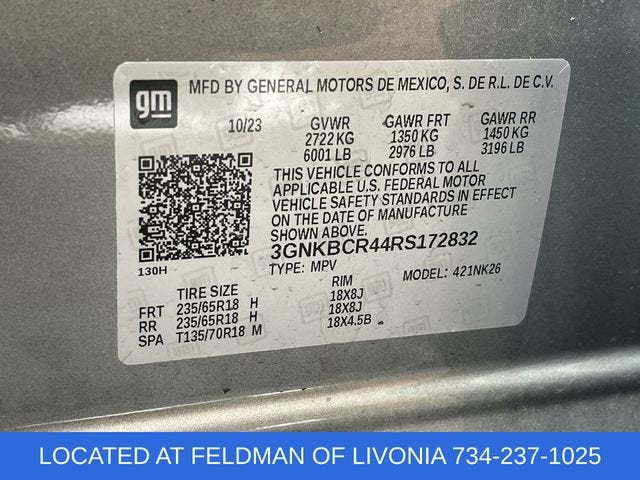 gm
MFD BY GENERAL MOTORS DE MEXICO, S. DE R.L. DE C.V.
10/23 GVWR GAWR FRT GAWR RR
2722 KG 1350 KG 1450 KG
6001 LB 2976 LB 3196 LB
THIS VEHICLE CONFORMS TO ALL
APPLICABLE U.S. FEDERAL MOTOR
VEHICLE SAFETY STANDARDS IN EFFECT
ON THE DATE OF MANUFACTURE
SHOWN ABOVE.
3GNKBCR44RS172832
130H TYPE: MPV MODEL: 421NK26
TIRE SIZE RIM
FRT 235/65R18 H 18X8J
RR 235/65R18 H 18X8J
SPA T135/70R18 M 18X4.5B
LOCATED AT FELDMAN OF LIVONIA 734-237-1025